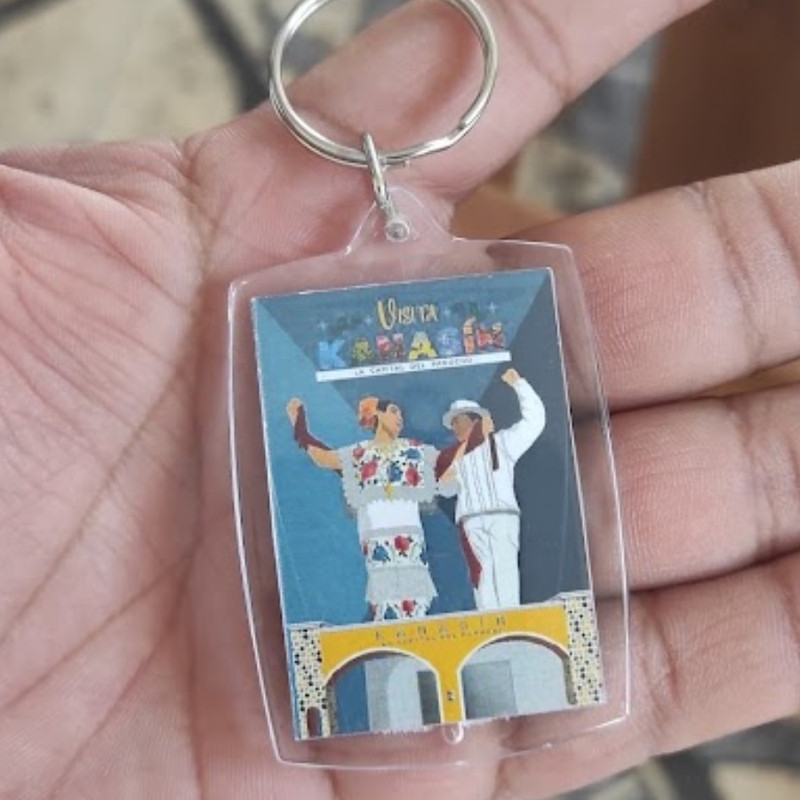 VISITA
KANASÍN
LA CAPITAL DEL PANUCHO
KANASÍN